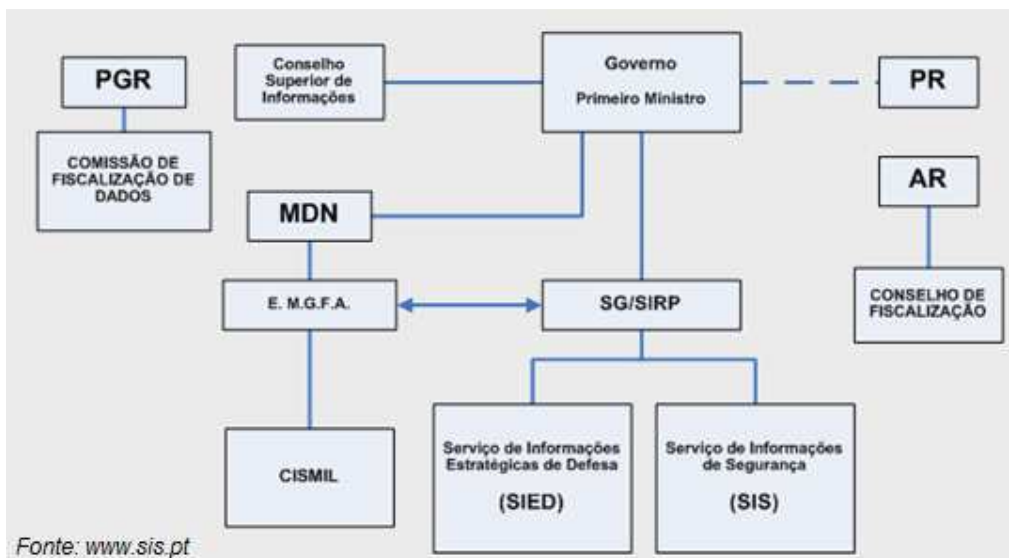 PGR
COMISSÃO DE
FISCALIZAÇÃO DE
DADOS
Conselho
Superior de
Informações
Governo
Primeiro Ministro
PR
AR
CONSELHO DE
FISCALIZAÇÃO
MDN
E. M.G.F.A.
SG/SIRP
CISMIL
Serviço de Informações
Estratégicas de Defesa
(SIED)
Serviço de Informações
de Segurança
(SIS)
Fonte: www.sis.pt